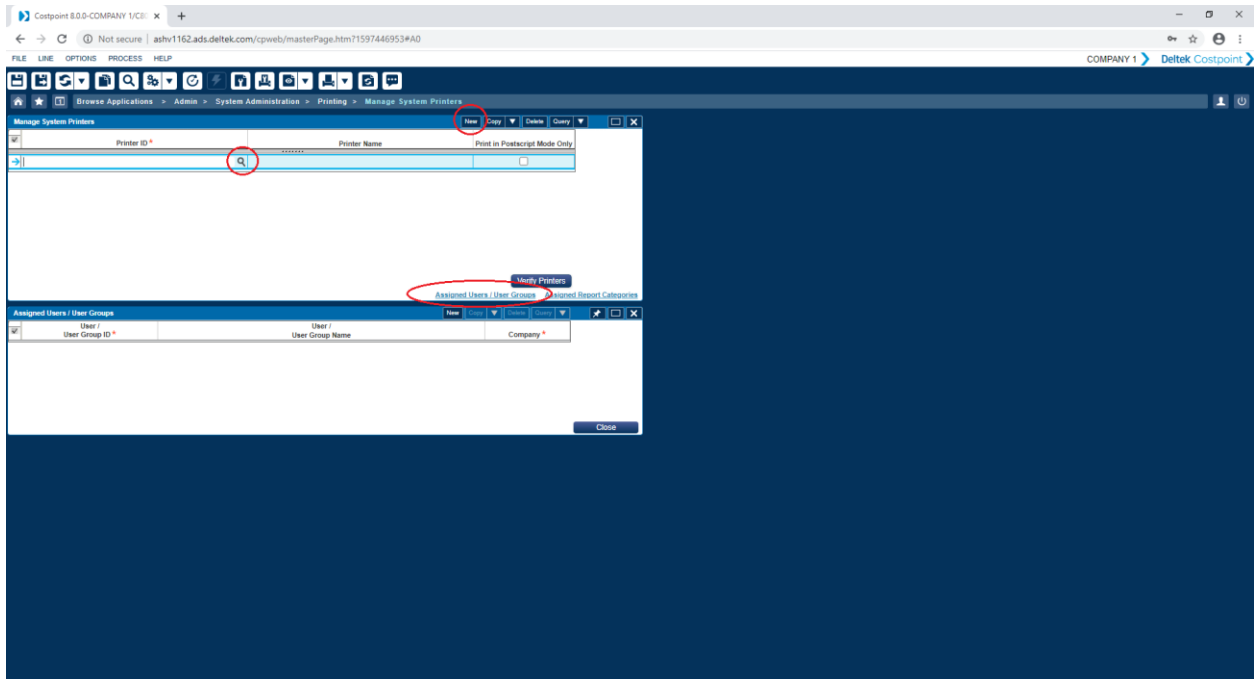 Costpoint 8.0.0-COMPANY 1/C80
Not secure | ashv1162.ads.deltek.com/cpweb/masterPage.htm?1597446953#A0
FILE LINE OPTIONS PROCESS HELP
COMPANY 1 Deltek Costpoint
Browse Applications > Admin > System Administration > Printing > Manage System Printers
Manage System Printers New Copy Delete Query
Printer ID * Printer Name Print in Postscript Mode Only
Verify Printers
Assigned Users / User Groups Assigned Report Categories
Assigned Users / User Groups New Copy Delete Query
User / User /
User Group ID * User Group Name Company *
Close